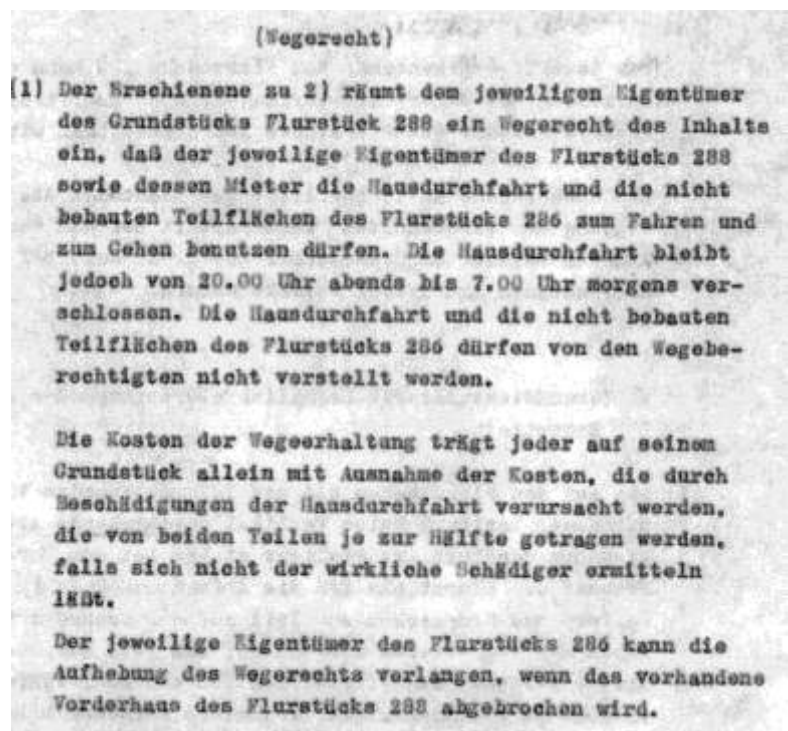 (Wegerecht)
(1) Der Erschienene zu 2) räumt dem jeweiligen Eigentümer
des Grundstücks Flurstück 288 ein Wegerecht des Inhalts
ein, daß der jeweilige Eigentümer des Flurstücks 288
sowie dessen Mieter die Hausdurchfahrt und die nicht
bebauten Teilflächen des Flurstücks 286 zum Fahren und
zum Gehen benutzen dürfen. Die Hausdurchfahrt bleibt
jedoch von 20.00 Uhr abends bis 7.00 Uhr morgens ver-
schlossen. Die Hausdurchfahrt und die nicht bebauten
Teilflächen des Flurstücks 286 dürfen von den Wegebe-
rechtigten nicht verstellt werden.
Die Kosten der Wegeerhaltung trägt jeder auf seinem
Grundstück allein mit Ausnahme der Kosten, die durch
Beschädigungen der Hausdurchfahrt verursacht werden,
die von beiden Teilen je zur Hälfte getragen werden,
falls sich nicht der wirkliche Schädiger ermitteln
läßt.
Der jeweilige Eigentümer des Flurstücks 286 kann die
Aufhebung des Wegerechts verlangen, wenn das vorhandene
Vorderhaus des Flurstücks 288 abgebrochen wird.